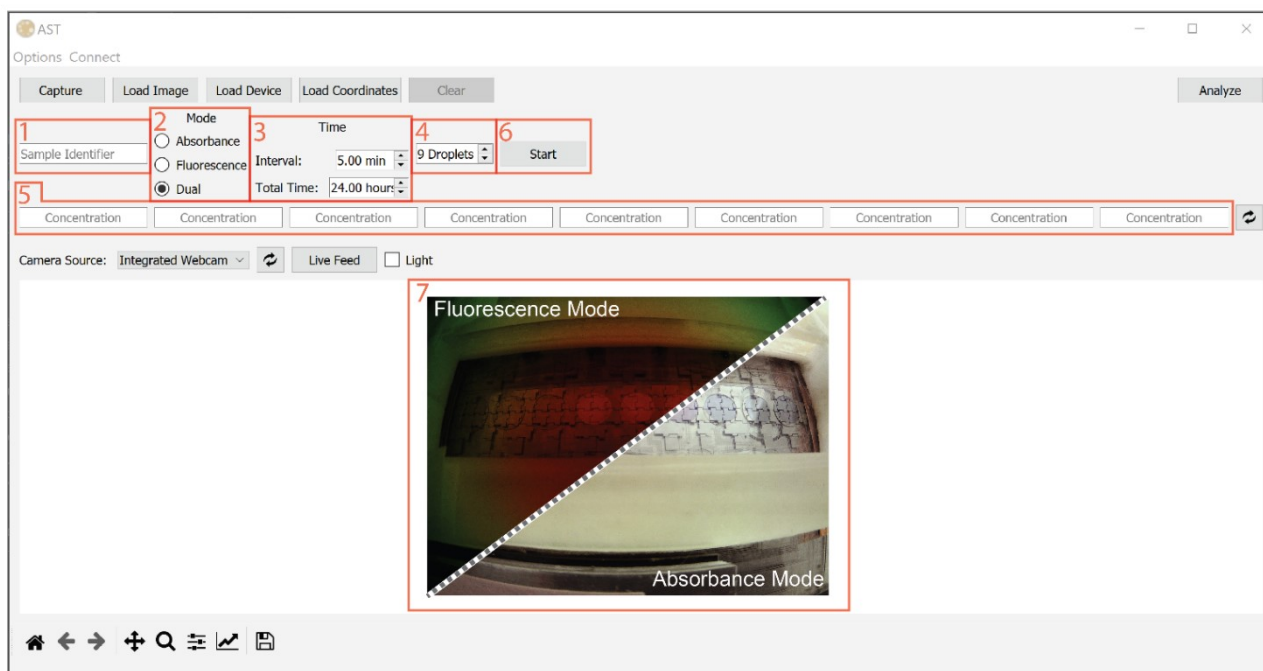 AST
Options Connect
Capture Load Image Load Device Load Coordinates Clear Analyze
1 Sample Identifier
2 Mode
Absorbance
Fluorescence
Dual
3 Time
Interval: 5.00 min
Total Time: 24.00 hours
4 9 Droplets
6 Start
5
Concentration Concentration Concentration Concentration Concentration Concentration Concentration Concentration Concentration
Camera Source: Integrated Webcam Live Feed Light
7
Fluorescence Mode
Absorbance Mode